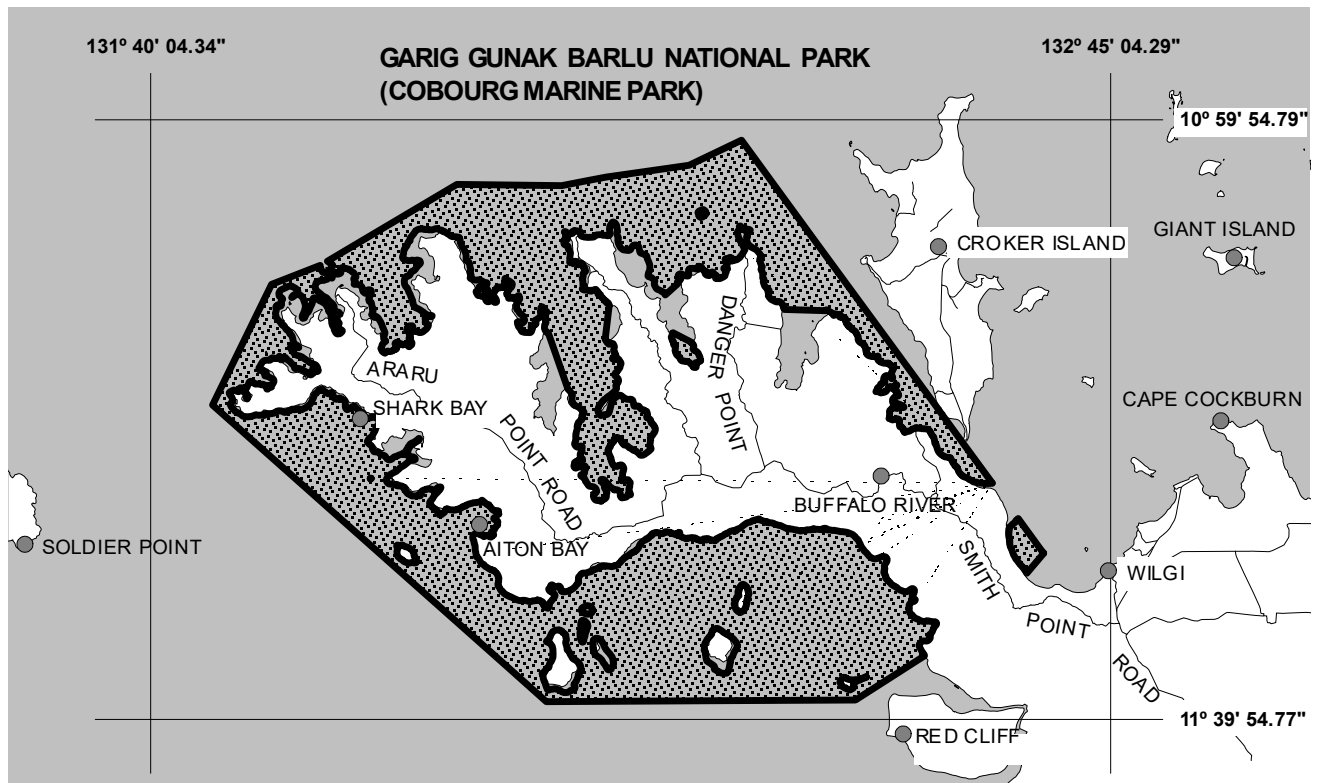 131º 40' 04.34"
132º 45' 04.29"
GARIG GUNAK BARLU NATIONAL PARK
(COBOURG MARINE PARK)
10º 59' 54.79"
GIANT ISLAND
CROKER ISLAND
DANGER POINT
ARARU POINT ROAD
SHARK BAY
CAPE COCKBURN
BUFFALO RIVER
SOLDIER POINT
AITON BAY
SMITH POINT ROAD
WILGI
11º 39' 54.77"
RED CLIFF